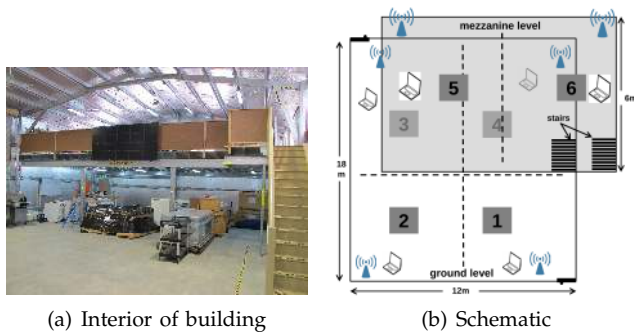 mezzanine level
5
6
3
4
stairs
6m
18
m
2
1
ground level
12m
(a) Interior of building
(b) Schematic